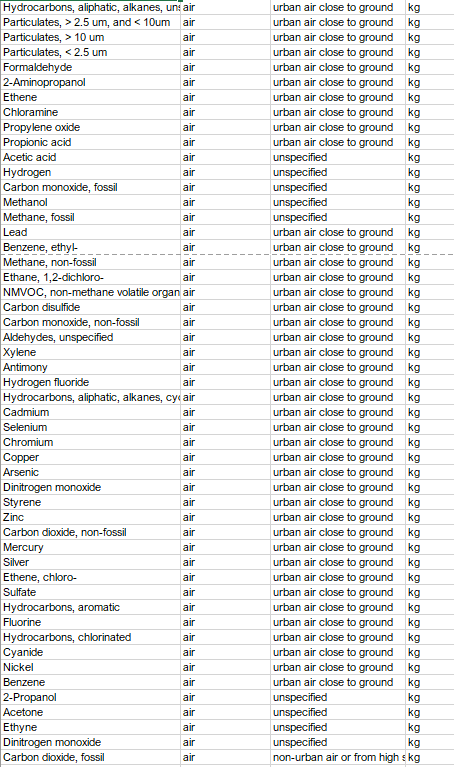 Hydrocarbons, aliphatic, alkanes, uns air urban air close to ground kg
Particulates, > 2.5 um, and < 10um air urban air close to ground kg
Particulates, > 10 um air urban air close to ground kg
Particulates, < 2.5 um air urban air close to ground kg
Formaldehyde air urban air close to ground kg
2-Aminopropanol air urban air close to ground kg
Ethene air urban air close to ground kg
Chloramine air urban air close to ground kg
Propylene oxide air urban air close to ground kg
Propionic acid air urban air close to ground kg
Acetic acid air unspecified kg
Hydrogen air unspecified kg
Carbon monoxide, fossil air unspecified kg
Methanol air unspecified kg
Methane, fossil air unspecified kg
Lead air urban air close to ground kg
Benzene, ethyl- air urban air close to ground kg
Methane, non-fossil air urban air close to ground kg
Ethane, 1,2-dichloro- air urban air close to ground kg
NMVOC, non-methane volatile organ air urban air close to ground kg
Carbon disulfide air urban air close to ground kg
Carbon monoxide, non-fossil air urban air close to ground kg
Aldehydes, unspecified air urban air close to ground kg
Xylene air urban air close to ground kg
Antimony air urban air close to ground kg
Hydrogen fluoride air urban air close to ground kg
Hydrocarbons, aliphatic, alkanes, cyc air urban air close to ground kg
Cadmium air urban air close to ground kg
Selenium air urban air close to ground kg
Chromium air urban air close to ground kg
Copper air urban air close to ground kg
Arsenic air urban air close to ground kg
Dinitrogen monoxide air urban air close to ground kg
Styrene air urban air close to ground kg
Zinc air urban air close to ground kg
Carbon dioxide, non-fossil air urban air close to ground kg
Mercury air urban air close to ground kg
Silver air urban air close to ground kg
Ethene, chloro- air urban air close to ground kg
Sulfate air urban air close to ground kg
Hydrocarbons, aromatic air urban air close to ground kg
Fluorine air urban air close to ground kg
Hydrocarbons, chlorinated air urban air close to ground kg
Cyanide air urban air close to ground kg
Nickel air urban air close to ground kg
Benzene air urban air close to ground kg
2-Propanol air unspecified kg
Acetone air unspecified kg
Ethyne air unspecified kg
Dinitrogen monoxide air unspecified kg
Carbon dioxide, fossil air non-urban air or from high s kg